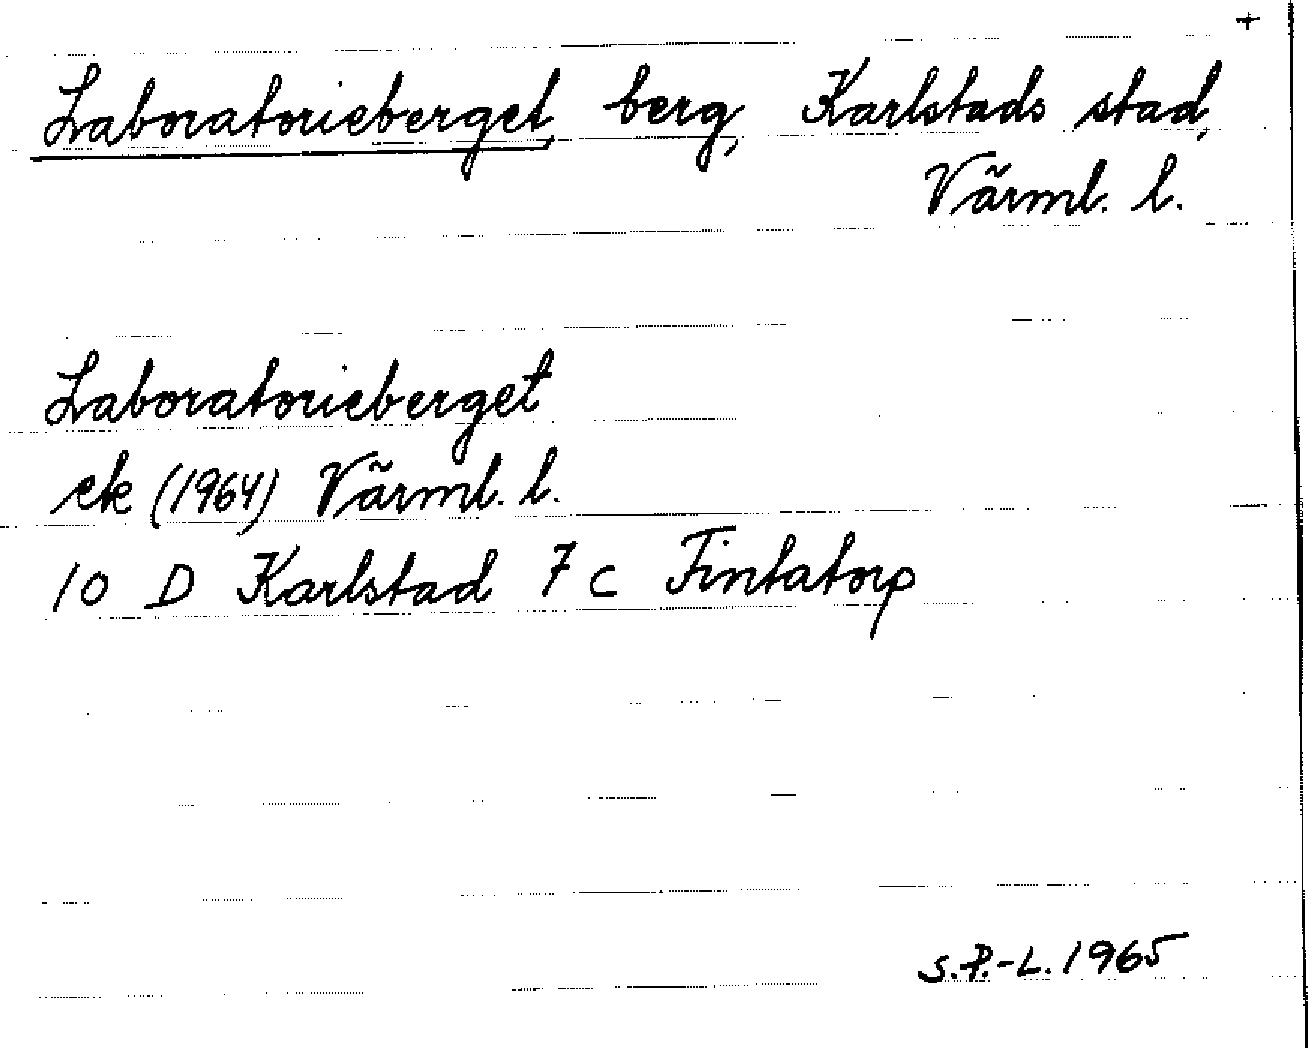 +
Laboratorieberget, berg, Karlstads stad,
Värml. l.
Laboratorieberget
ek (1964) Värml. l.
10 D Karlstad 7 c Fintatorp
S.P.-L. 1965